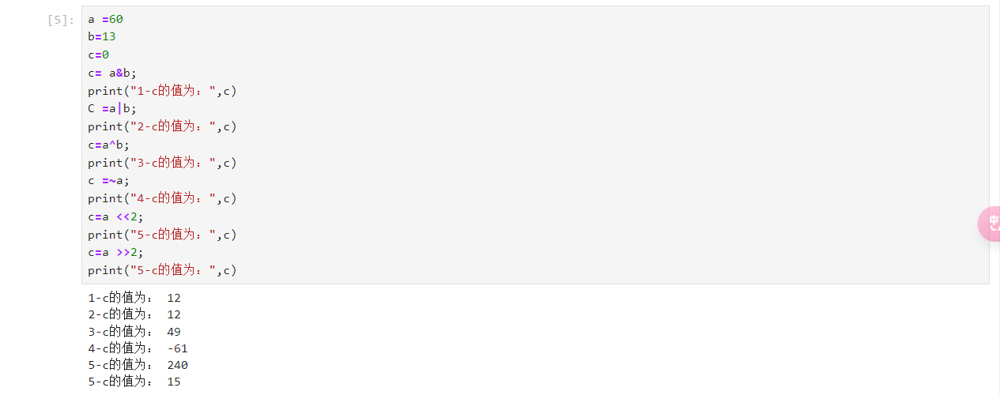 [5]:
a =60
b=13
c=0
c= a&b;
print("1-c的值为：",c)
C =a|b;
print("2-c的值为：",c)
c=a^b;
print("3-c的值为：",c)
c =~a;
print("4-c的值为：",c)
c=a <<2;
print("5-c的值为：",c)
c=a >>2;
print("5-c的值为：",c)
1-c的值为： 12
2-c的值为： 12
3-c的值为： 49
4-c的值为： -61
5-c的值为： 240
5-c的值为： 15